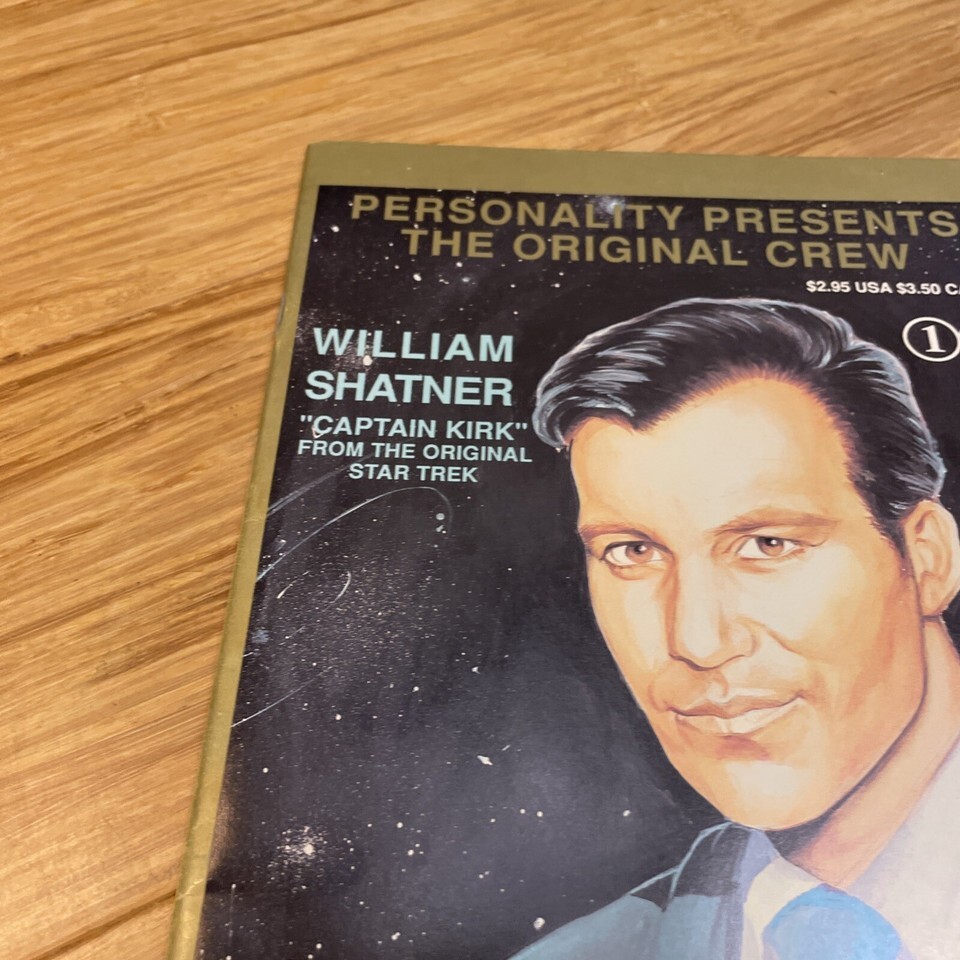 PERSONALITY PRESENTS
THE ORIGINAL CREW
$2.95 USA $3.50
1
WILLIAM
SHATNER
"CAPTAIN KIRK"
FROM THE ORIGINAL
STAR TREK